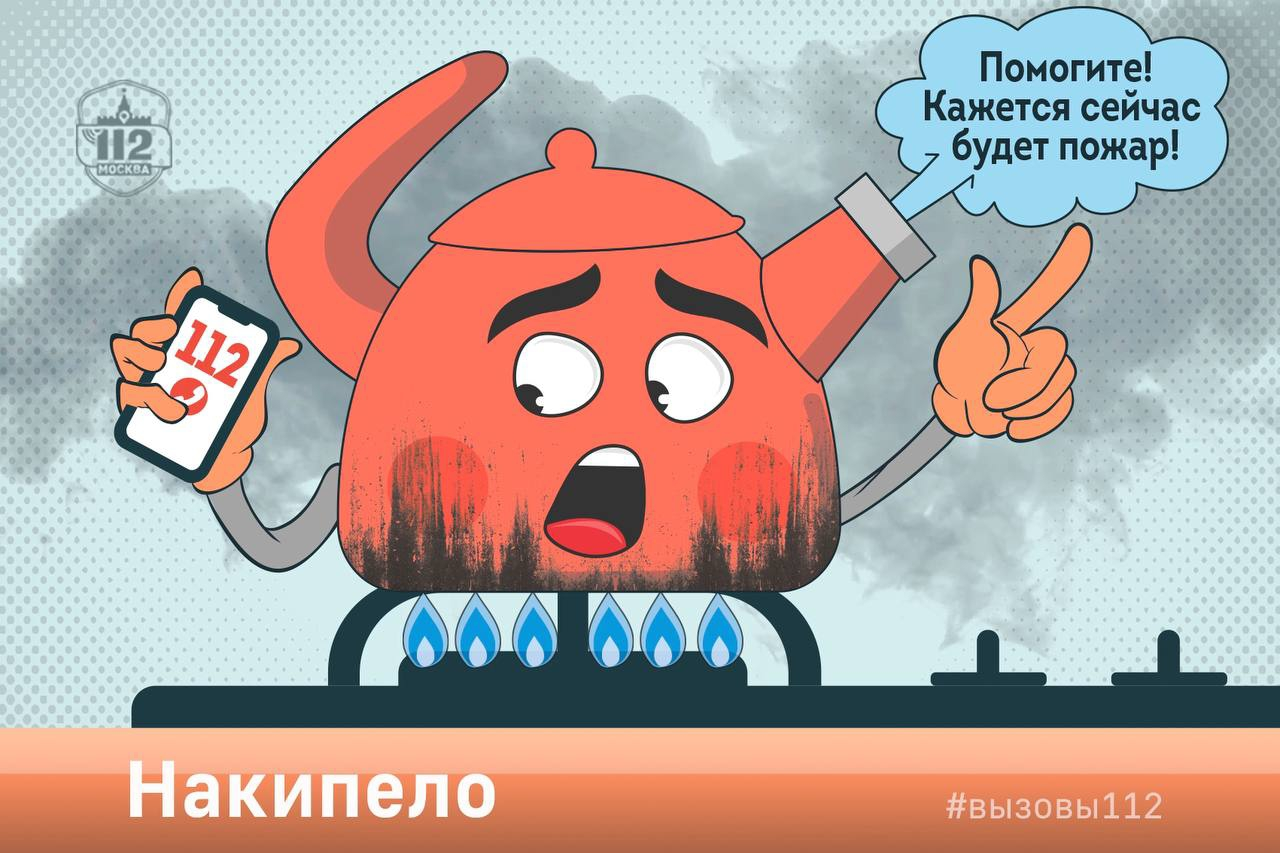 Помогите!
Кажется сейчас
будет пожар!
112
МОСКВА
112
Накипело
#вызовы112